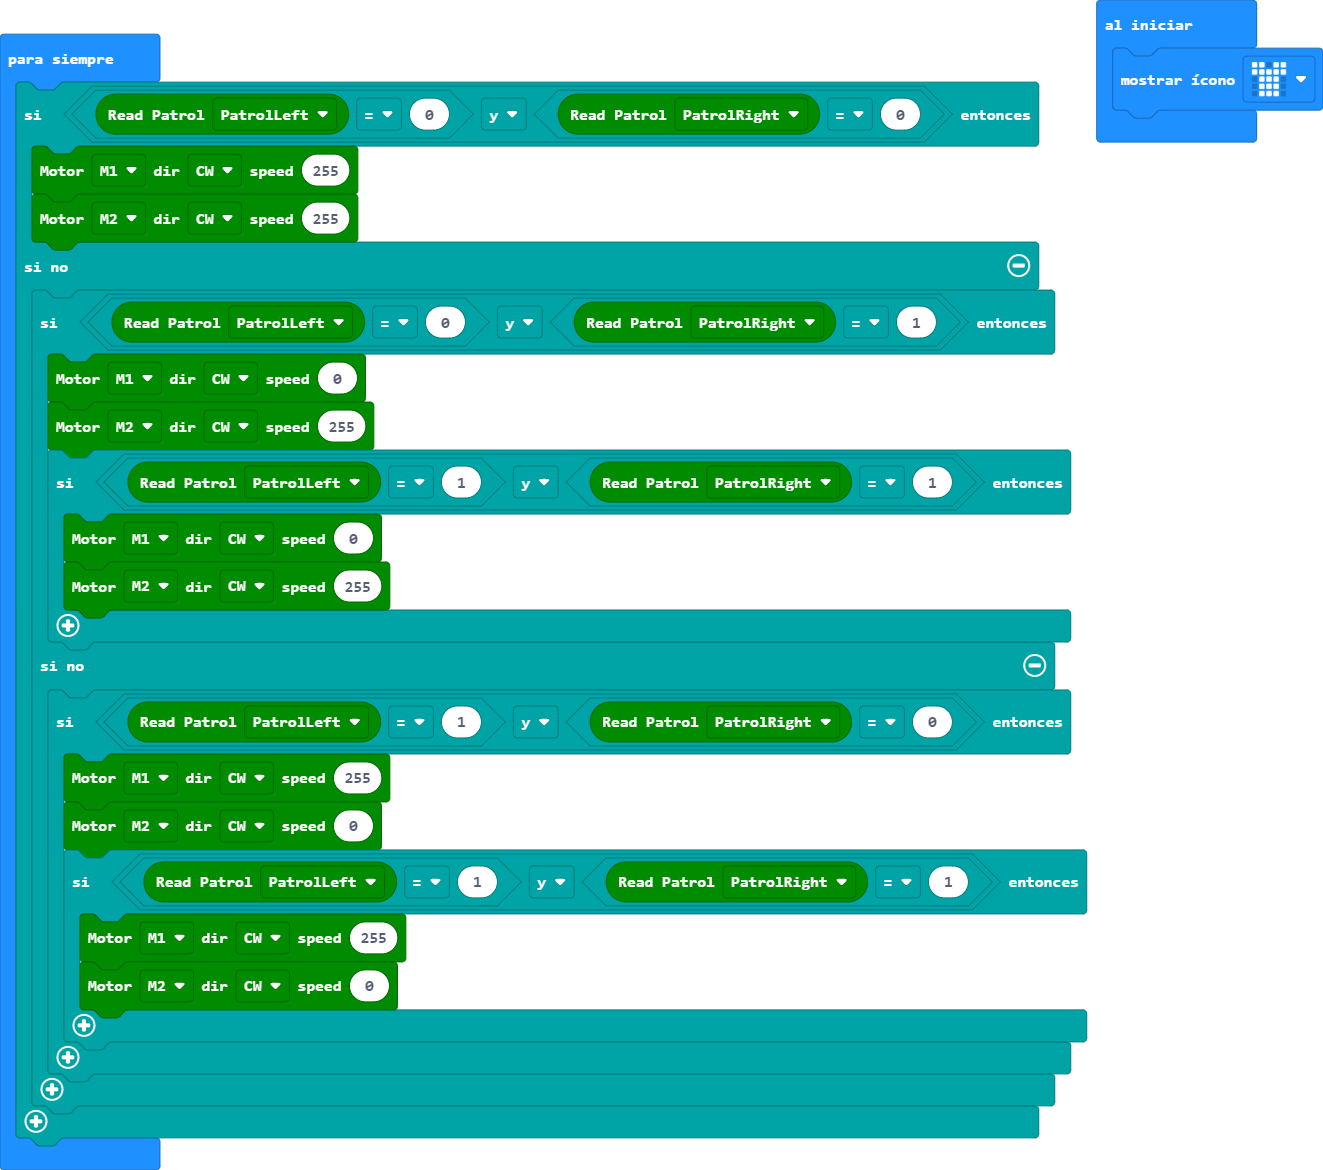 al iniciar
mostrar ícono
para siempre
si Read Patrol PatrolLeft = 0 y Read Patrol PatrolRight = 0 entonces
Motor M1 dir CW speed 255
Motor M2 dir CW speed 255
si no
si Read Patrol PatrolLeft = 0 y Read Patrol PatrolRight = 1 entonces
Motor M1 dir CW speed 0
Motor M2 dir CW speed 255
si Read Patrol PatrolLeft = 1 y Read Patrol PatrolRight = 1 entonces
Motor M1 dir CW speed 0
Motor M2 dir CW speed 255
si no
si Read Patrol PatrolLeft = 1 y Read Patrol PatrolRight = 0 entonces
Motor M1 dir CW speed 255
Motor M2 dir CW speed 0
si Read Patrol PatrolLeft = 1 y Read Patrol PatrolRight = 1 entonces
Motor M1 dir CW speed 255
Motor M2 dir CW speed 0